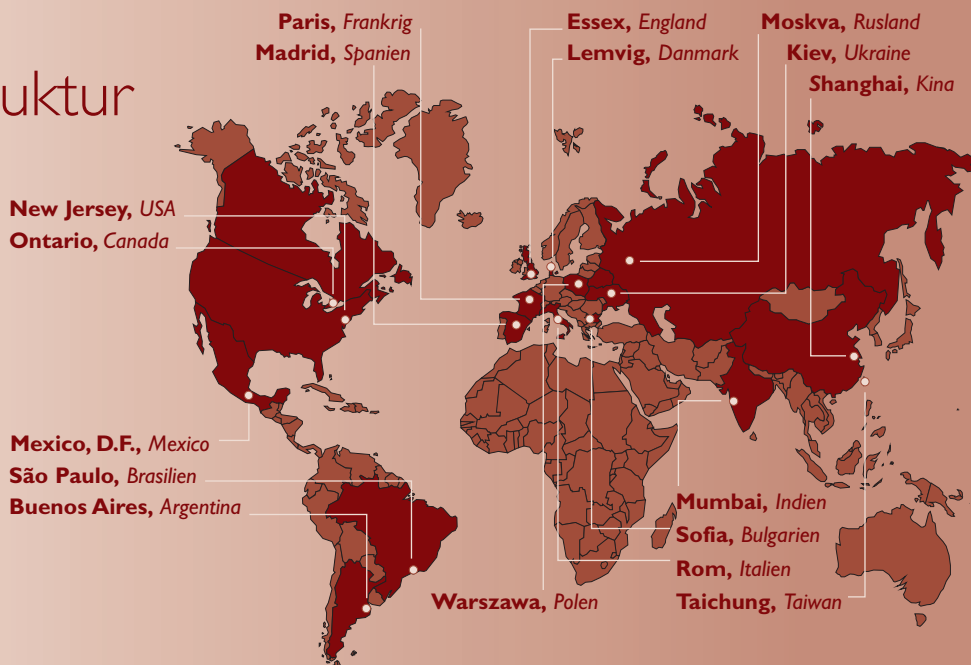 Paris, Frankrig
Madrid, Spanien
Essex, England
Lemvig, Danmark
Moskva, Rusland
Kiev, Ukraine
Shanghai, Kina
uktur
New Jersey, USA
Ontario, Canada
Mexico, D.F., Mexico
São Paulo, Brasilien
Buenos Aires, Argentina
Mumbai, Indien
Sofia, Bulgarien
Rom, Italien
Warszawa, Polen
Taichung, Taiwan